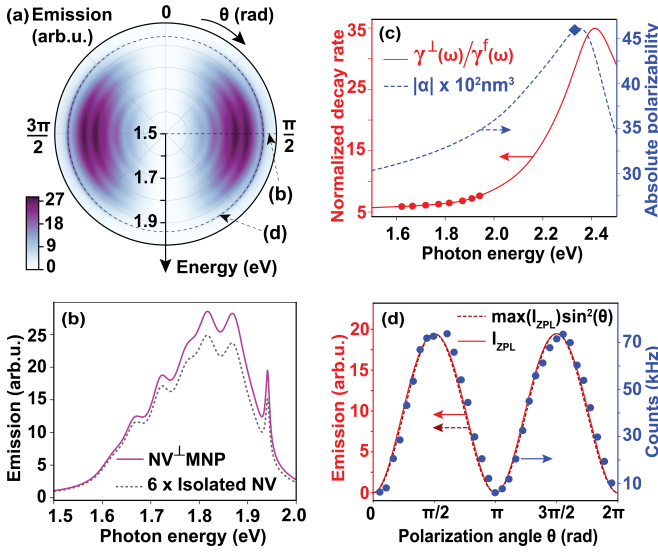 (a) Emission (arb.u.)
0
θ (rad)
3π/2
π/2
1.5
1.7
1.9
27
18
9
0
(b)
(d)
Energy (eV)
(c)
γ⊥(ω)/γf(ω)
|α| x 10²nm³
Normalized decay rate
35
25
15
5
Absolute polarizability
45
40
35
30
1.6 1.8 2.0 2.2 2.4
Photon energy (eV)
(b)
Emission (arb.u.)
25
20
15
10
5
0
NV⊥MNP
6 x Isolated NV
1.5 1.6 1.7 1.8 1.9 2.0
Photon energy (eV)
(d)
max(I_ZPL)sin²(θ)
I_ZPL
Emission (arb.u.)
20
15
10
5
0
Counts (kHz)
70
50
30
10
0 π/2 π 3π/2 2π
Polarization angle θ (rad)